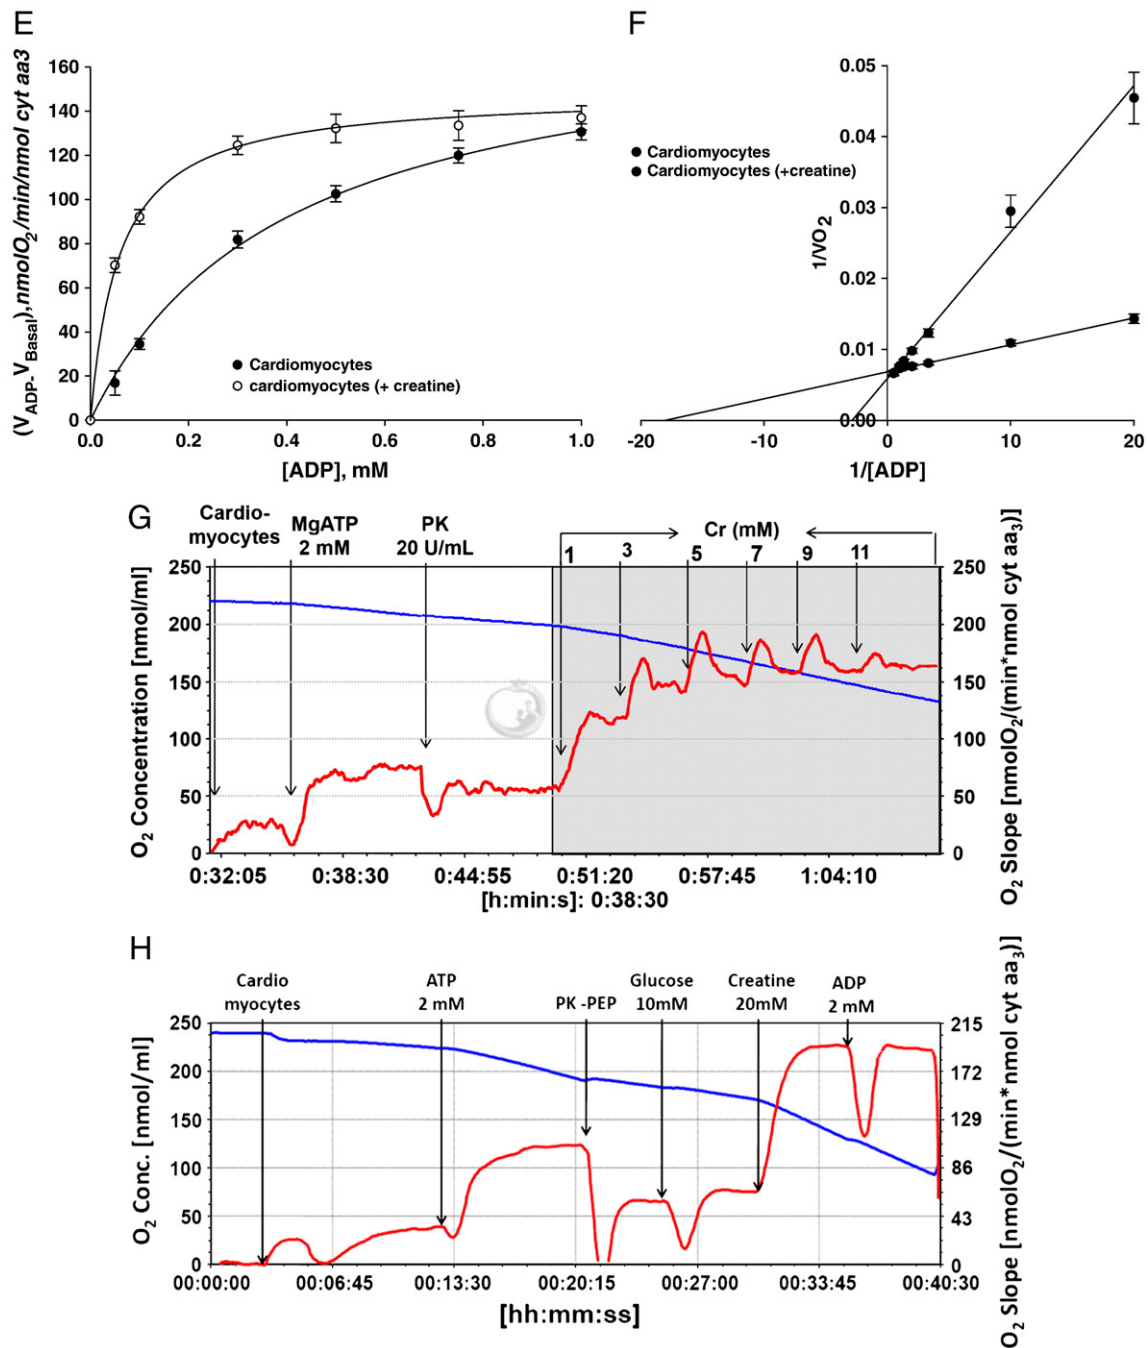 E
F
(V_ADP-V_Basal),nmolO2/min/nmol cyt aa3
160
140
120
100
80
60
40
20
0
0.0
0.2
0.4
0.6
0.8
1.0
[ADP], mM
Cardiomyocytes
cardiomyocytes (+ creatine)
0.05
0.04
0.03
0.02
0.01
0.00
1/VO2
Cardiomyocytes
Cardiomyocytes (+creatine)
-20
-10
0
10
20
1/[ADP]
G
Cardio-
myocytes
MgATP
2 mM
PK
20 U/mL
Cr (mM)
1
3
5
7
9
11
O2 Concentration [nmol/ml]
250
200
150
100
50
0
250
200
150
100
50
0
O2 Slope [nmolO2/(min*nmol cyt aa3)]
0:32:05
0:38:30
0:44:55
0:51:20
0:57:45
1:04:10
[h:min:s]: 0:38:30
H
Cardio
myocytes
ATP
2 mM
PK -PEP
Glucose
10mM
Creatine
20mM
ADP
2 mM
O2 Conc. [nmol/ml]
250
200
150
100
50
0
215
172
129
86
43
0
O2 Slope [nmolO2/(min*nmol cyt aa3)]
00:00:00
00:06:45
00:13:30
00:20:15
00:27:00
00:33:45
00:40:30
[hh:mm:ss]